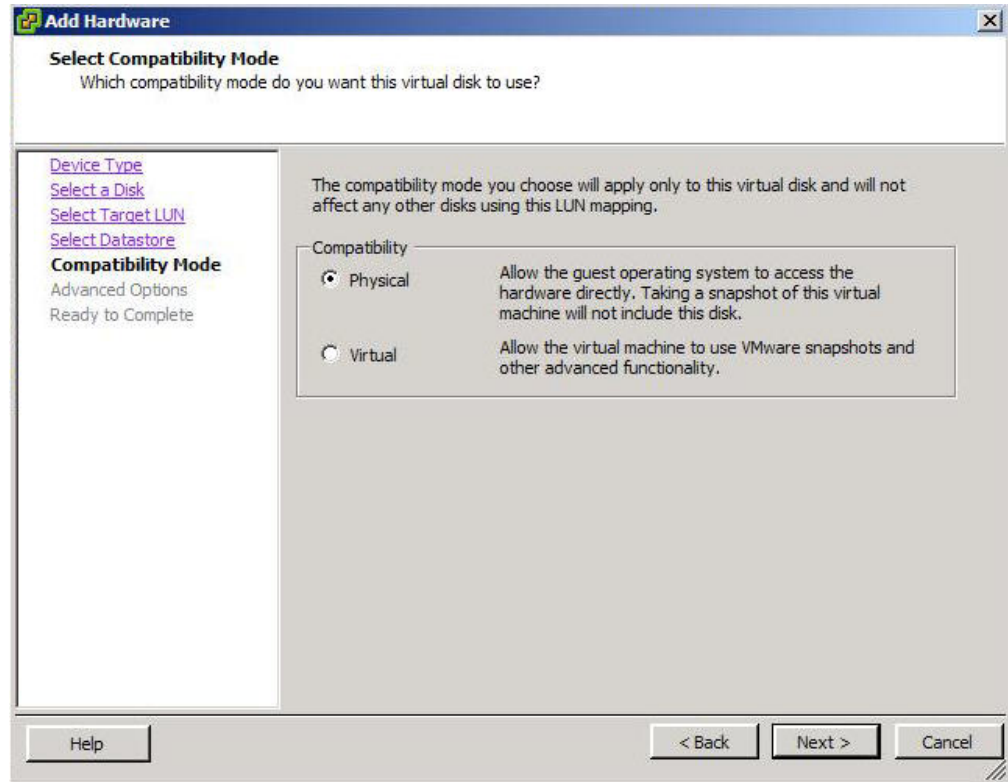 Add Hardware
Select Compatibility Mode
Which compatibility mode do you want this virtual disk to use?
Device Type
Select a Disk
Select Target LUN
Select Datastore
Compatibility Mode
Advanced Options
Ready to Complete
The compatibility mode you choose will apply only to this virtual disk and will not
affect any other disks using this LUN mapping.
Compatibility
Physical
Allow the guest operating system to access the
hardware directly. Taking a snapshot of this virtual
machine will not include this disk.
Virtual
Allow the virtual machine to use VMware snapshots and
other advanced functionality.
Help
< Back
Next >
Cancel